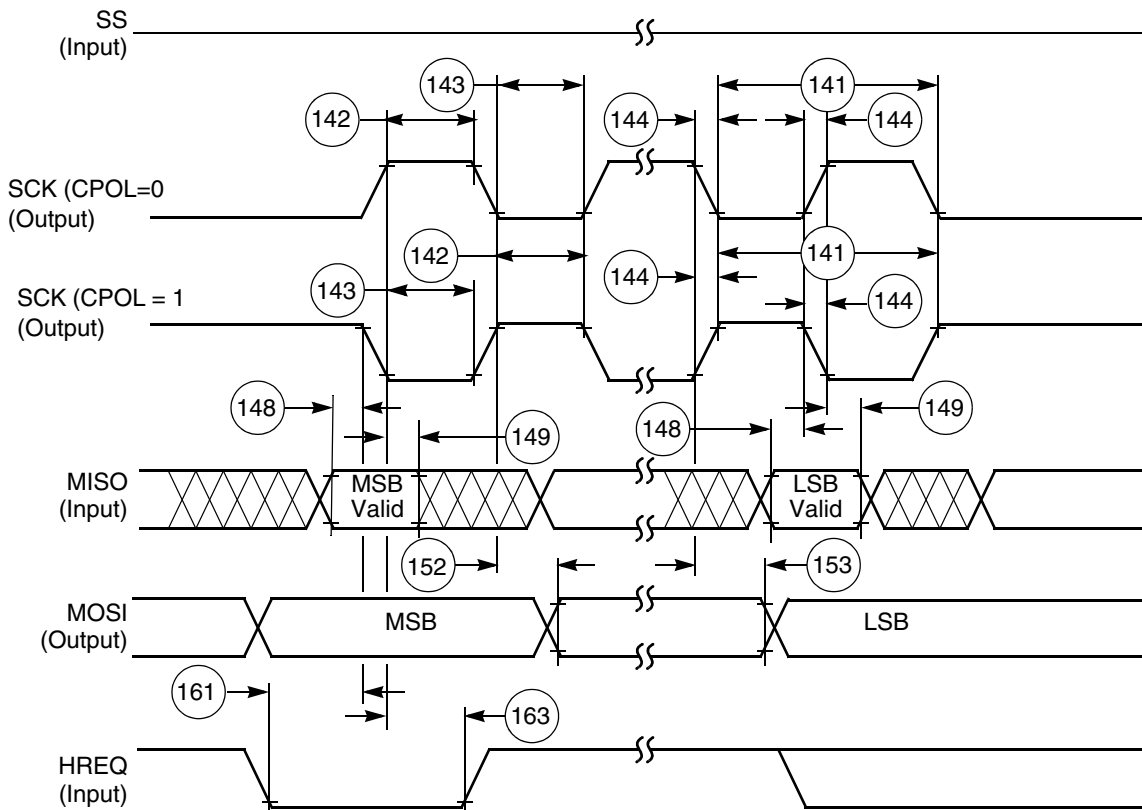 SS
(Input)
143
141
142
144
144
SCK (CPOL=0
(Output)
142
141
143
144
SCK (CPOL = 1
(Output)
144
148
149
148
149
MISO
(Input)
MSB
Valid
LSB
Valid
152
153
MOSI
(Output)
MSB
LSB
161
163
HREQ
(Input)